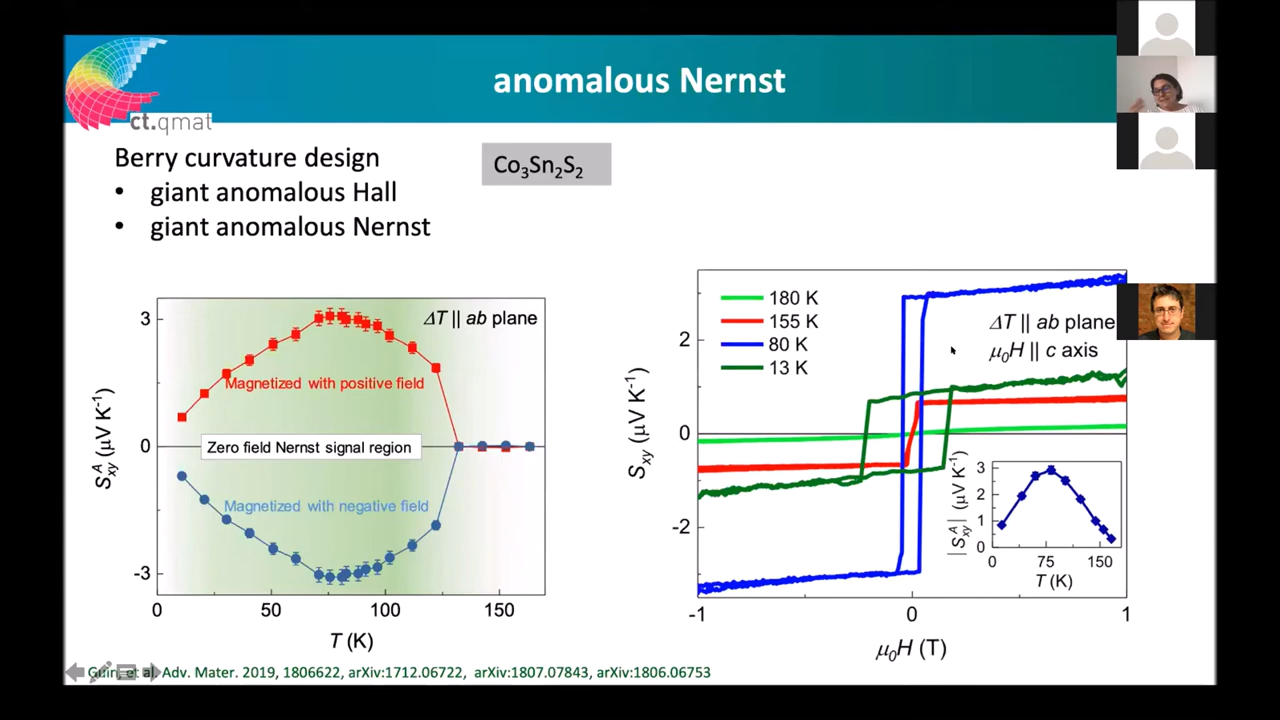 anomalous Nernst
ct.qmat
Berry curvature design
Co3Sn2S2
• giant anomalous Hall
• giant anomalous Nernst
3
0
-3
S_xy^A (μV K^-1)
ΔT || ab plane
Magnetized with positive field
Zero field Nernst signal region
Magnetized with negative field
0 50 100 150
T (K)
2
0
-2
S_xy (μV K^-1)
180 K
155 K
80 K
13 K
ΔT || ab plane
μ0H || c axis
|S_xy^A| (μV K^-1)
3
2
1
0
0 75 150
T (K)
-1 0 1
μ0H (T)
et al. Adv. Mater. 2019, 1806622, arXiv:1712.06722, arXiv:1807.07843, arXiv:1806.06753